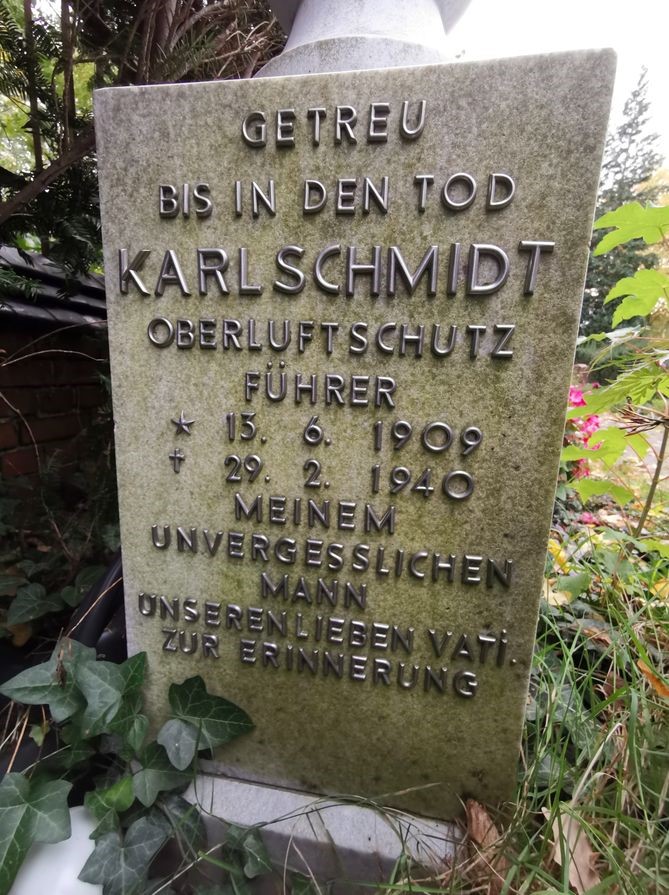 GETREU
BIS IN DEN TOD
KARL SCHMIDT
OBERLUFTSCHUTZ
FÜHRER
* 13. 6. 1909
† 29. 2. 1940
MEINEM
UNVERGESSLICHEN
MANN
UNSEREN LIEBEN VATI.
ZUR ERINNERUNG